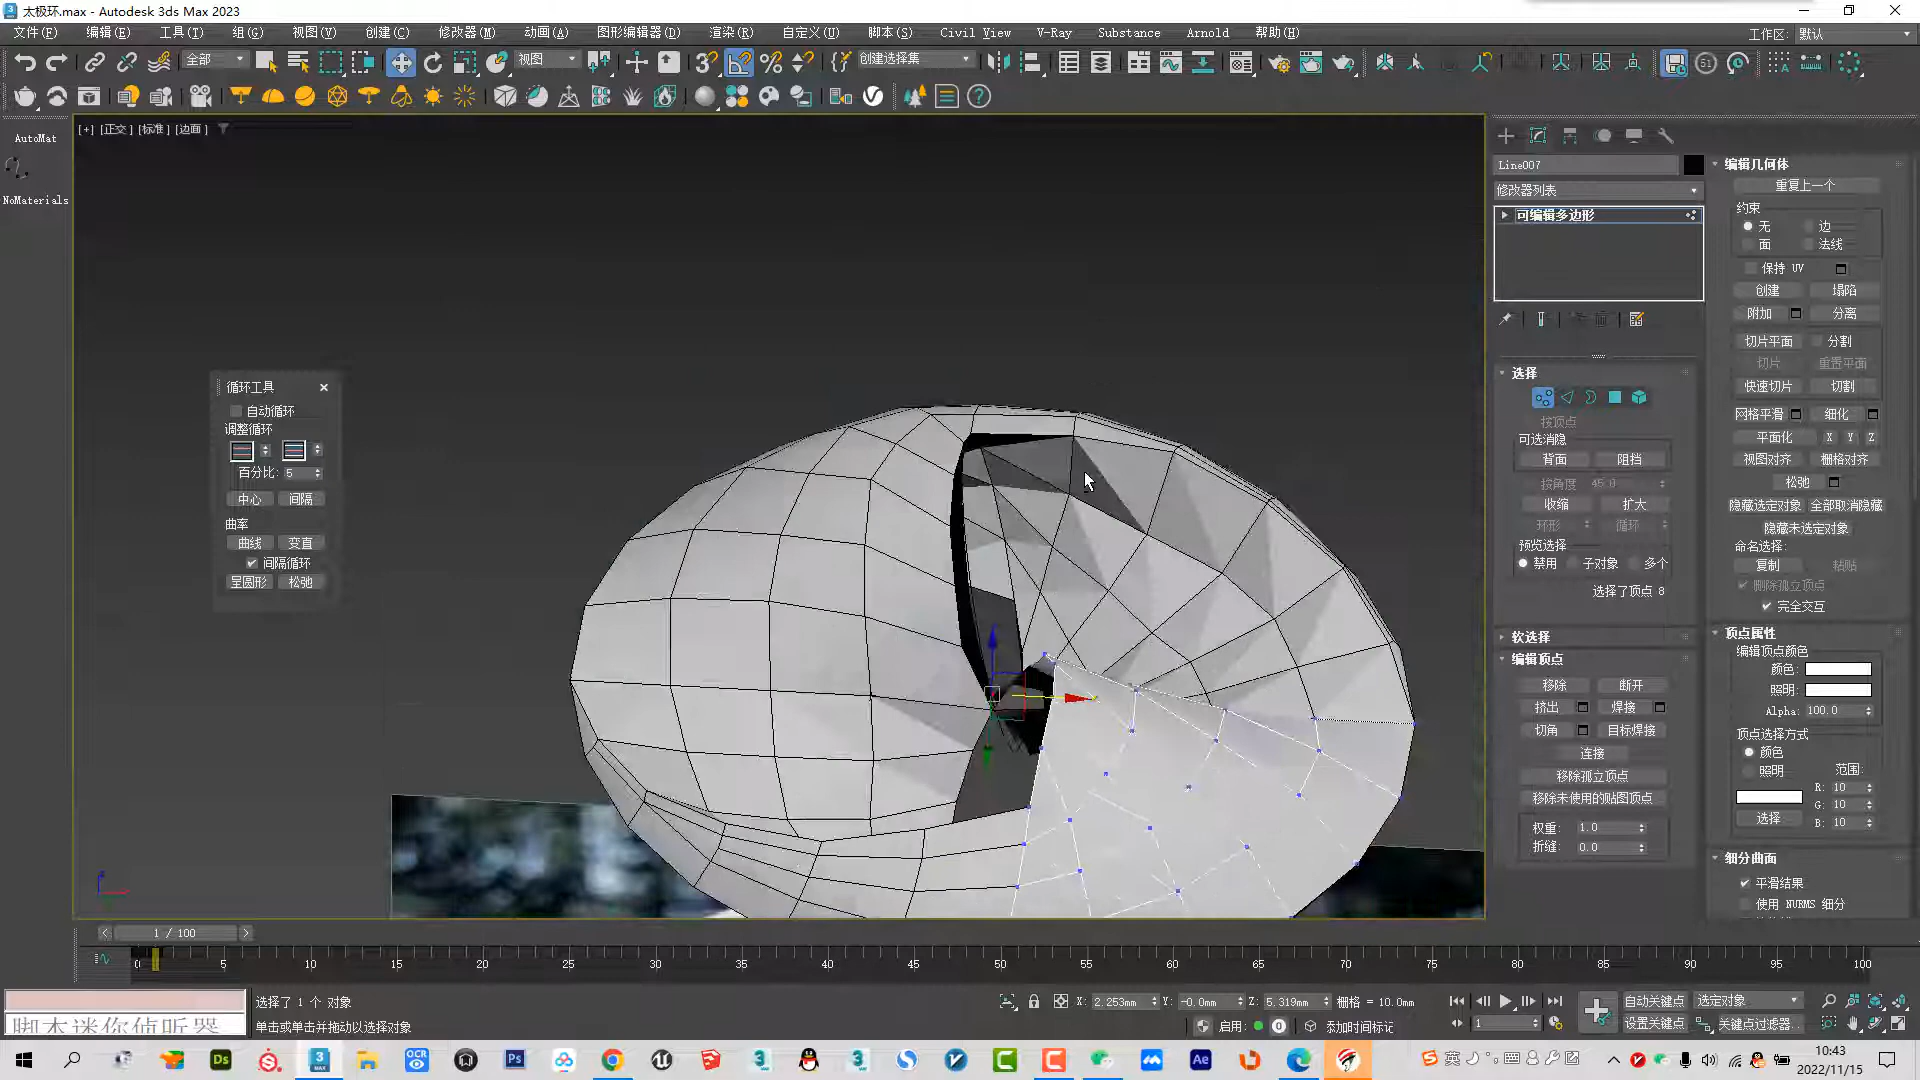 太极环.max - Autodesk 3ds Max 2023
文件(F) 编辑(E) 工具(T) 组(G) 视图(V) 创建(C) 修改器(M) 动画(A) 图形编辑器(D) 渲染(R) 自定义(U) 脚本(S) Civil View V-Ray Substance Arnold 帮助(H) 工作区: 默认
全部 视图 创建选择集
AutoMat
NoMaterials
[+] [正交] [标准] [边面]
循环工具
自动循环
调整循环
百分比: 5
中心 间隔
曲率
曲线 变直
间隔循环
呈圆形 松弛
Line007
修改器列表
可编辑多边形
选择
按顶点
可选消隐
背面 阻挡
按角度 45.0
收缩 扩大
环形 循环
预览选择
禁用 子对象 多个
选择了顶点 8
软选择
编辑顶点
移除 断开
挤出 焊接
切角 目标焊接
连接
移除孤立顶点
移除未使用的贴图顶点
权重: 1.0
折缝: 0.0
编辑几何体
重复上一个
约束
无 边
面 法线
保持 UV
创建 塌陷
附加 分离
切片平面 分割
切片 重置平面
快速切片 切割
网格平滑 细化
平面化 X Y Z
视图对齐 栅格对齐
松弛
隐藏选定对象 全部取消隐藏
隐藏未选定对象
命名选择:
复制 粘贴
删除孤立顶点
完全交互
顶点属性
编辑顶点颜色
颜色:
照明:
Alpha: 100.0
顶点选择方式
颜色
照明 范围:
R: 10
G: 10
选择 B: 10
细分曲面
平滑结果
使用 NURMS 细分
1 / 100
0 5 10 15 20 25 30 35 40 45 50 55 60 65 70 75 80 85 90 95 100
选择了 1 个 对象
X: 2.253mm Y: -0.0mm Z: 5.319mm 栅格 = 10.0mm
自动关键点 选定对象
脚本迷你侦听器
单击或单击并拖动以选择对象
启用: 添加时间标记
1
设置关键点 关键点过滤器...
英
10:43
2022/11/15